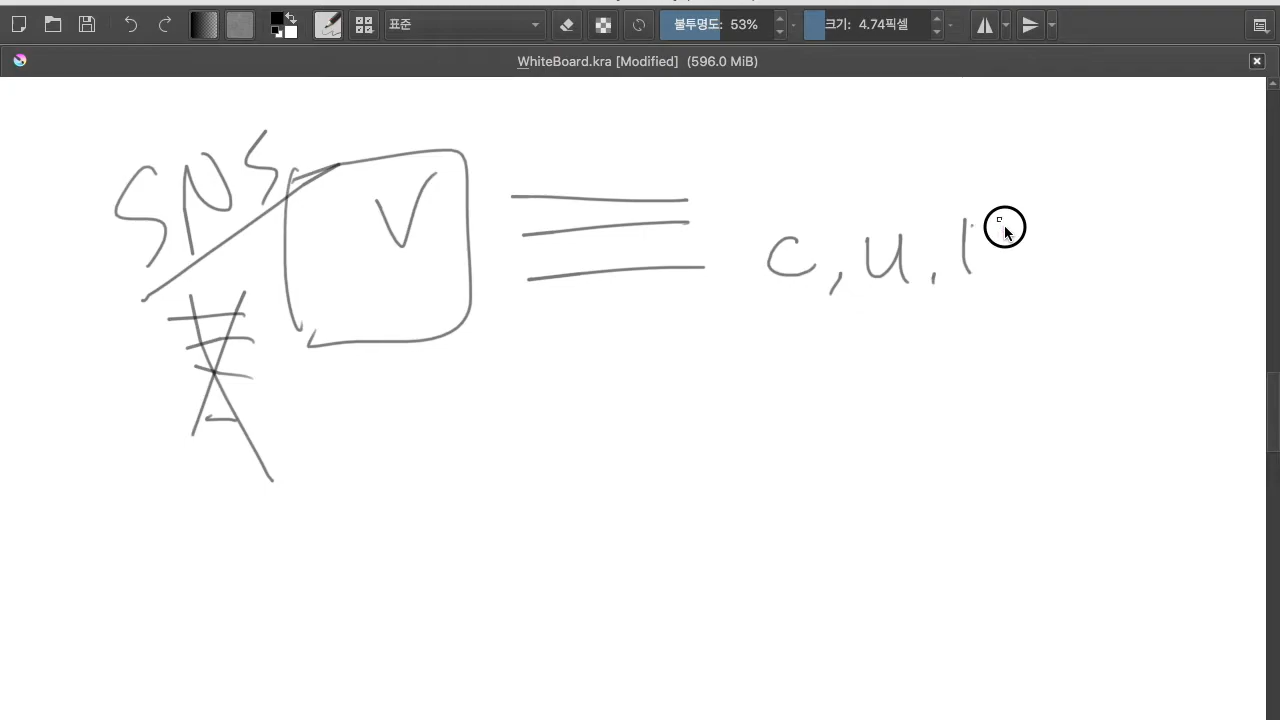 표준
불투명도: 53%
크기: 4.74픽셀
WhiteBoard.kra [Modified] (596.0 MiB)
SNS
V
C, U, I
A